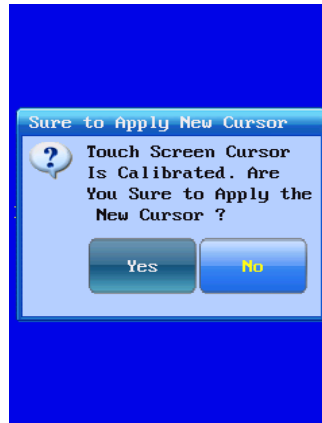 Sure to Apply New Cursor
Touch Screen Cursor
Is Calibrated. Are
You Sure to Apply the
New Cursor ?
Yes No